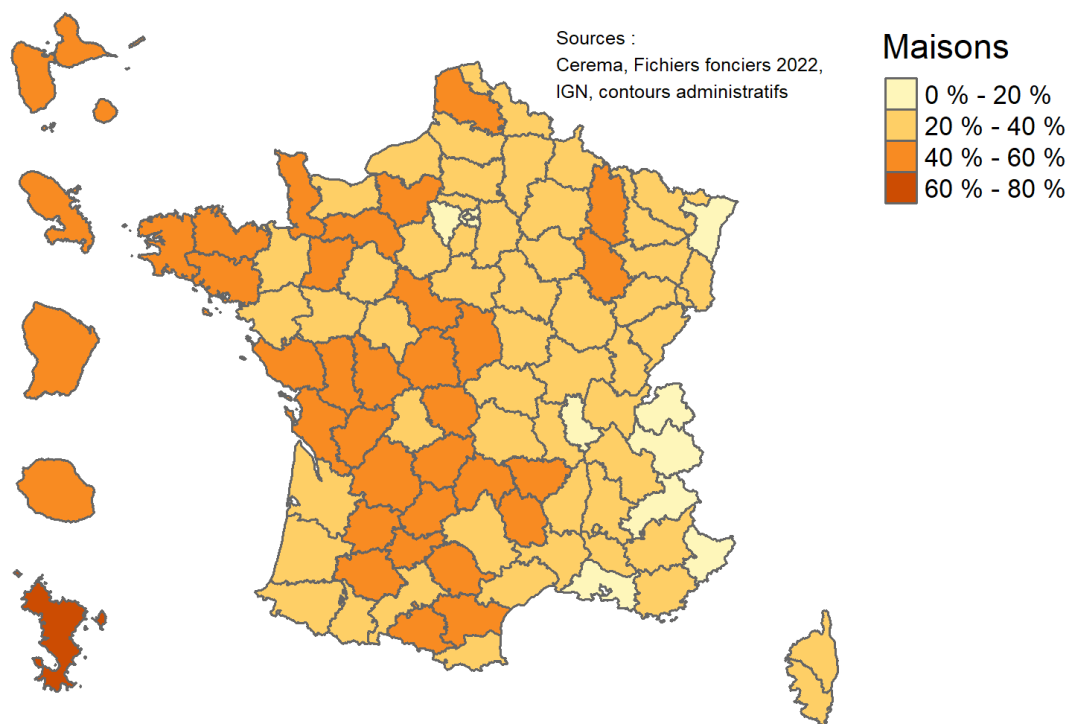 Sources :
Cerema, Fichiers fonciers 2022,
IGN, contours administratifs
Maisons
0 % - 20 %
20 % - 40 %
40 % - 60 %
60 % - 80 %